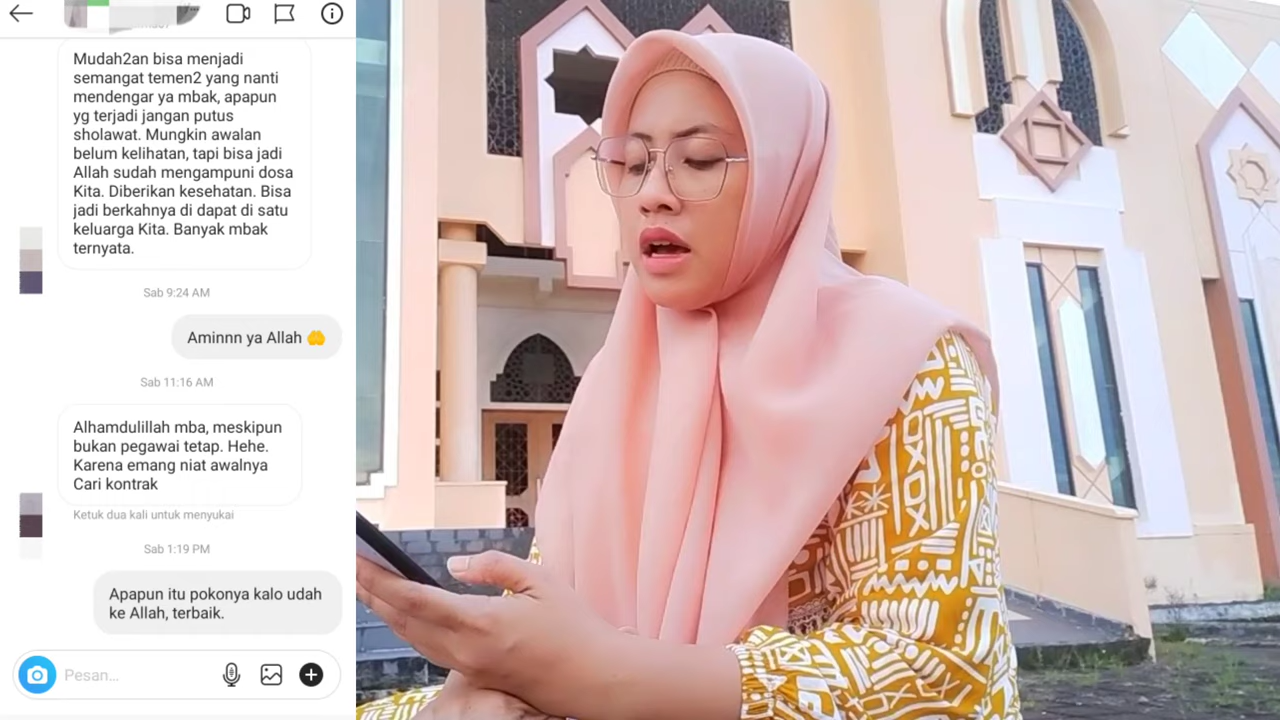 Mudah2an bisa menjadi
semangat temen2 yang nanti
mendengar ya mbak, apapun
yg terjadi jangan putus
sholawat. Mungkin awalan
belum kelihatan, tapi bisa jadi
Allah sudah mengampuni dosa
Kita. Diberikan kesehatan. Bisa
jadi berkahnya di dapat di satu
keluarga Kita. Banyak mbak
ternyata.
Sab 9:24 AM
Aminnn ya Allah 🤲
Sab 11:16 AM
Alhamdulillah mba, meskipun
bukan pegawai tetap. Hehe.
Karena emang niat awalnya
Cari kontrak
Ketuk dua kali untuk menyukai
Sab 1:19 PM
Apapun itu pokonya kalo udah
ke Allah, terbaik.
Pesan...